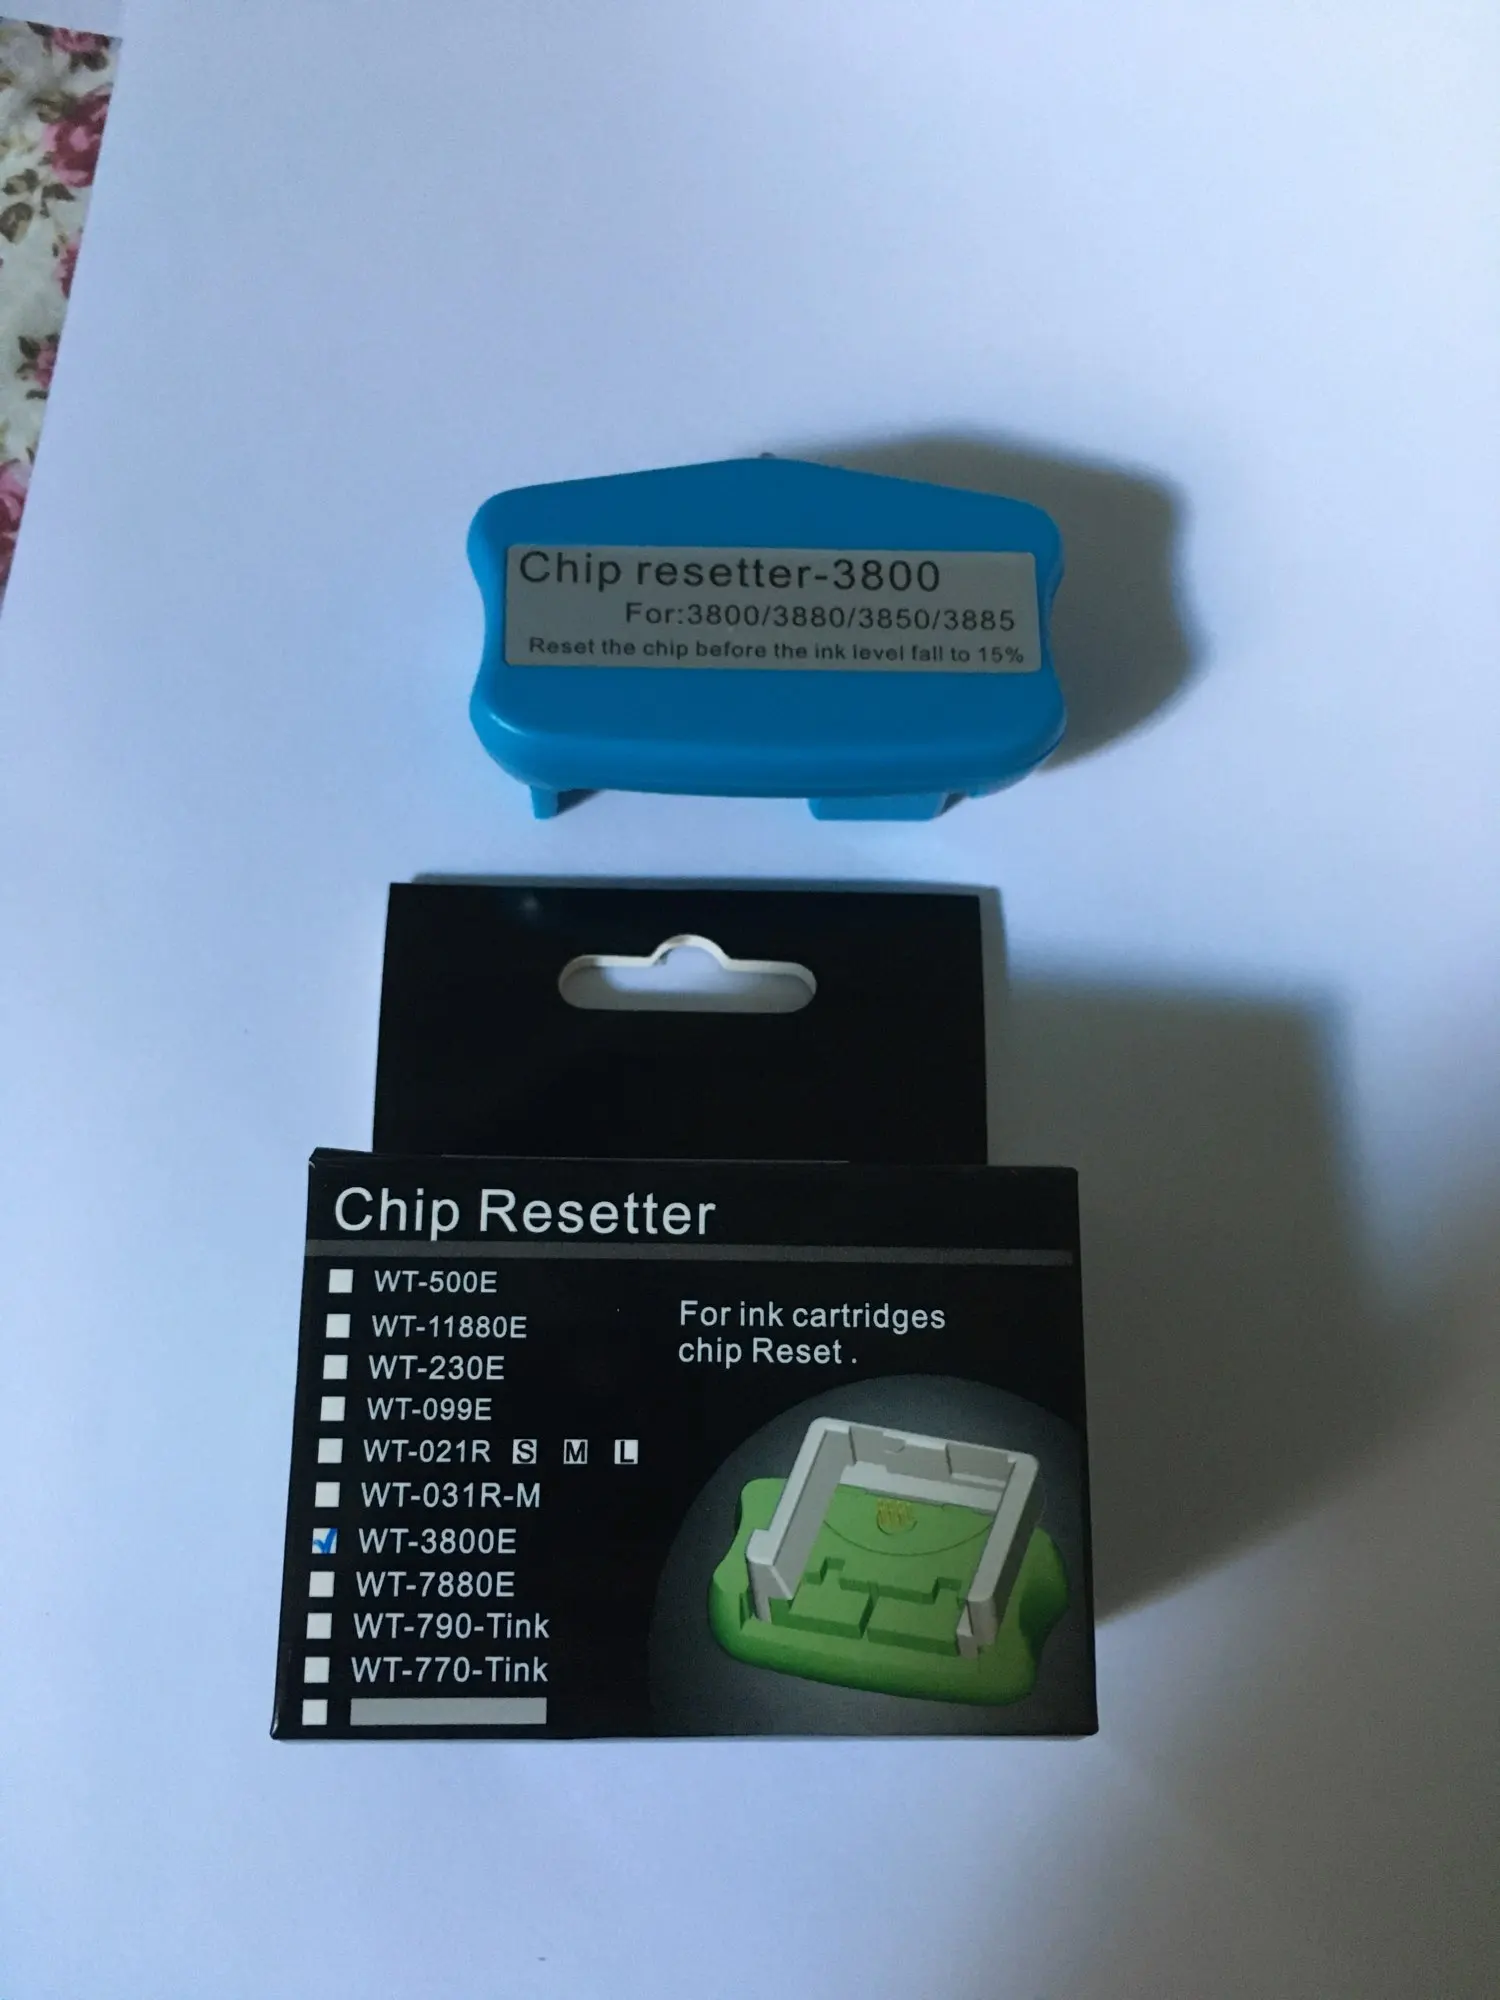 Chip resetter-3800
For:3800/3880/3850/3885
Reset the chip before the ink level fall to 15%
Chip Resetter
WT-500E
WT-11880E
WT-230E
WT-099E
WT-021R S M L
WT-031R-M
WT-3800E
WT-7880E
WT-790-Tink
WT-770-Tink
For ink cartridges
chip Reset .